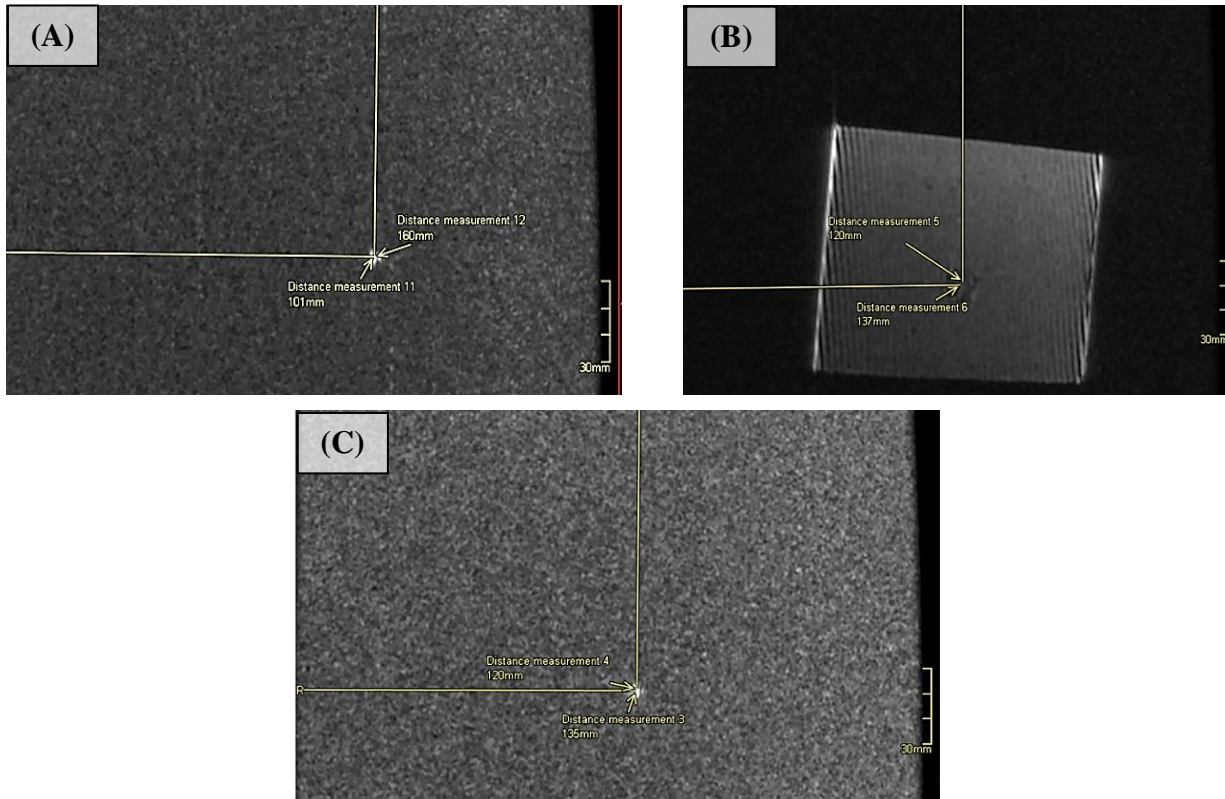 (A)
Distance measurement 12
160mm
Distance measurement 11
101mm
30mm
(B)
Distance measurement 5
120mm
Distance measurement 6
137mm
30mm
(C)
R
Distance measurement 4
120mm
Distance measurement 3
135mm
30mm